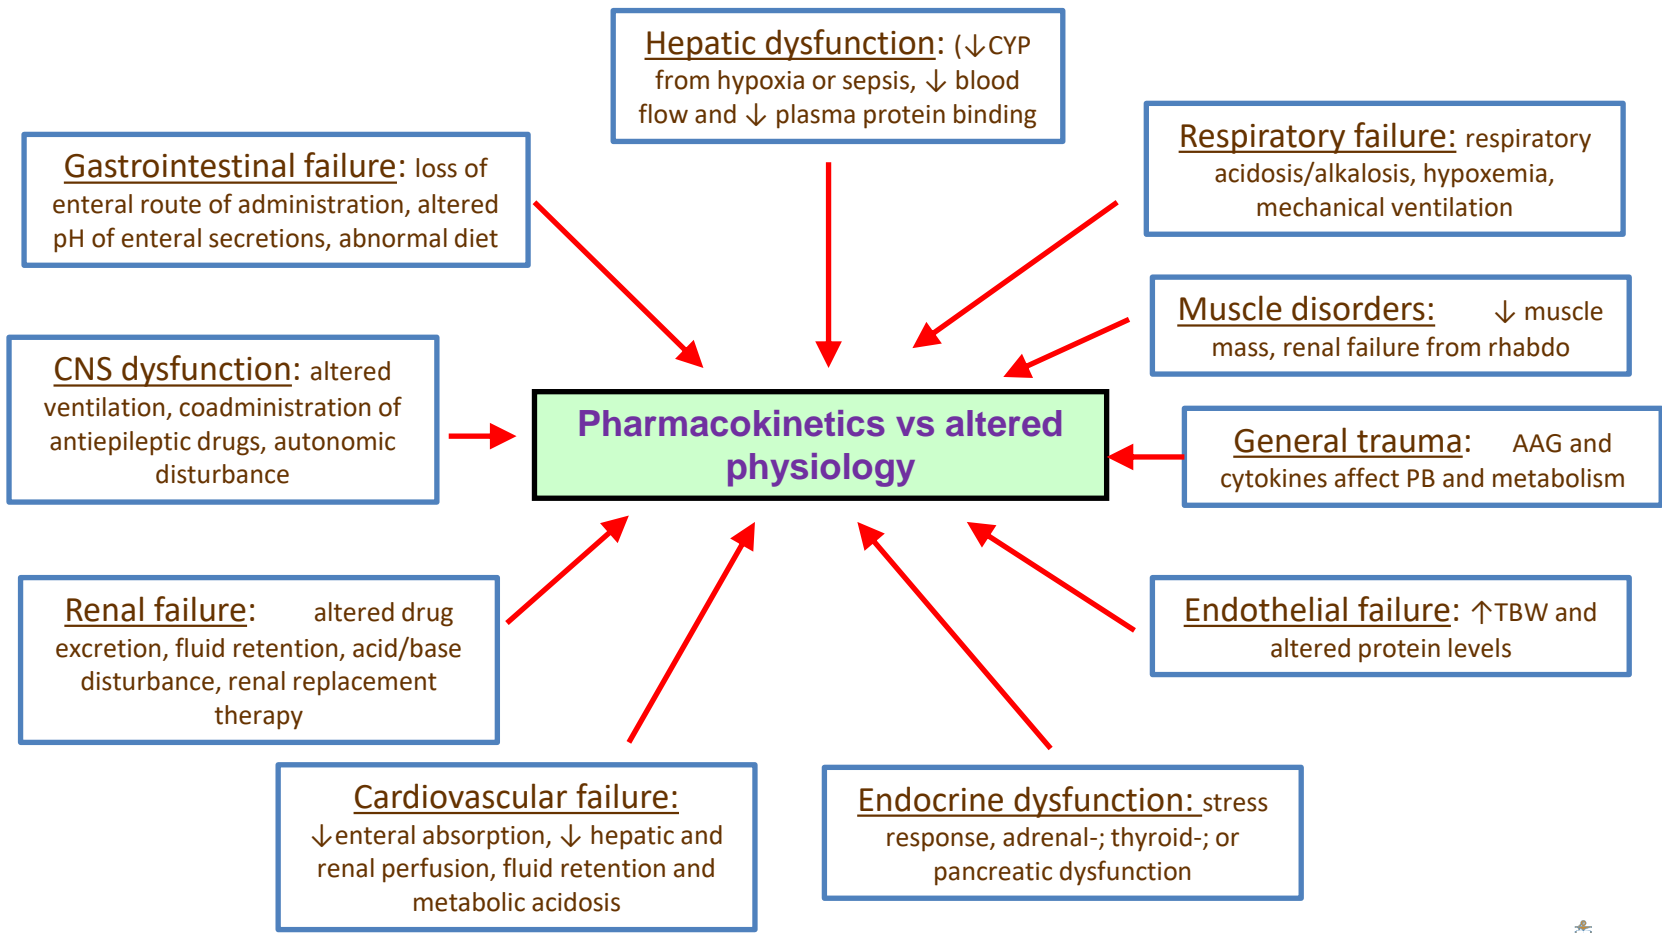 Hepatic dysfunction: (↓CYP
from hypoxia or sepsis, ↓ blood
flow and ↓ plasma protein binding
Respiratory failure: respiratory
acidosis/alkalosis, hypoxemia,
mechanical ventilation
Gastrointestinal failure: loss of
enteral route of administration, altered
pH of enteral secretions, abnormal diet
Muscle disorders: ↓ muscle
mass, renal failure from rhabdo
CNS dysfunction: altered
ventilation, coadministration of
antiepileptic drugs, autonomic
disturbance
Pharmacokinetics vs altered
physiology
General trauma: AAG and
cytokines affect PB and metabolism
Renal failure: altered drug
excretion, fluid retention, acid/base
disturbance, renal replacement
therapy
Endothelial failure: ↑TBW and
altered protein levels
Cardiovascular failure:
↓enteral absorption, ↓ hepatic and
renal perfusion, fluid retention and
metabolic acidosis
Endocrine dysfunction: stress
response, adrenal-; thyroid-; or
pancreatic dysfunction